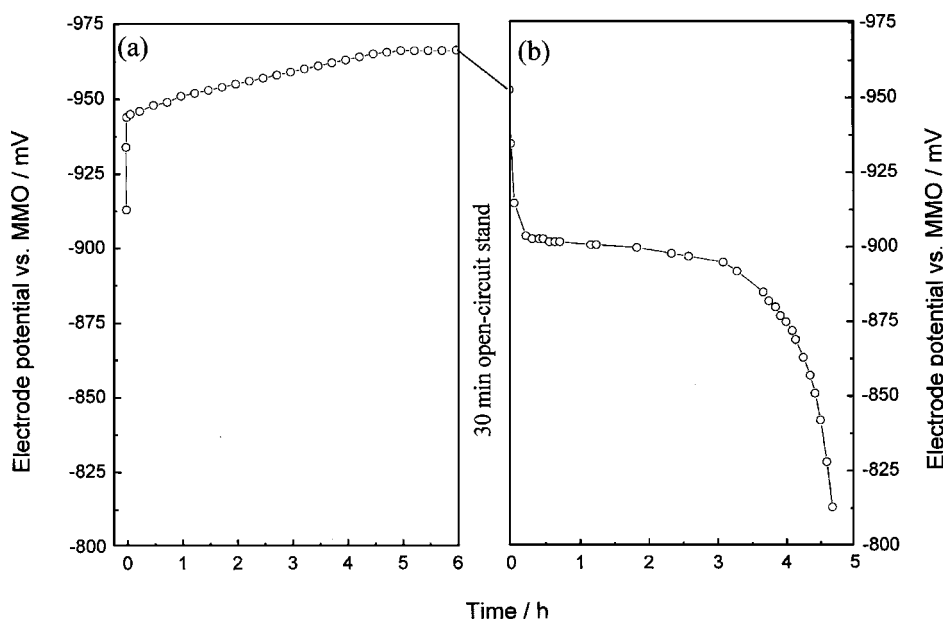 (a)
(b)
Electrode potential vs. MMO / mV
-975
-950
-925
-900
-875
-850
-825
-800
0 1 2 3 4 5 6
30 min open-circuit stand
0 1 2 3 4 5
-975
-950
-925
-900
-875
-850
-825
-800
Electrode potential vs. MMO / mV
Time / h